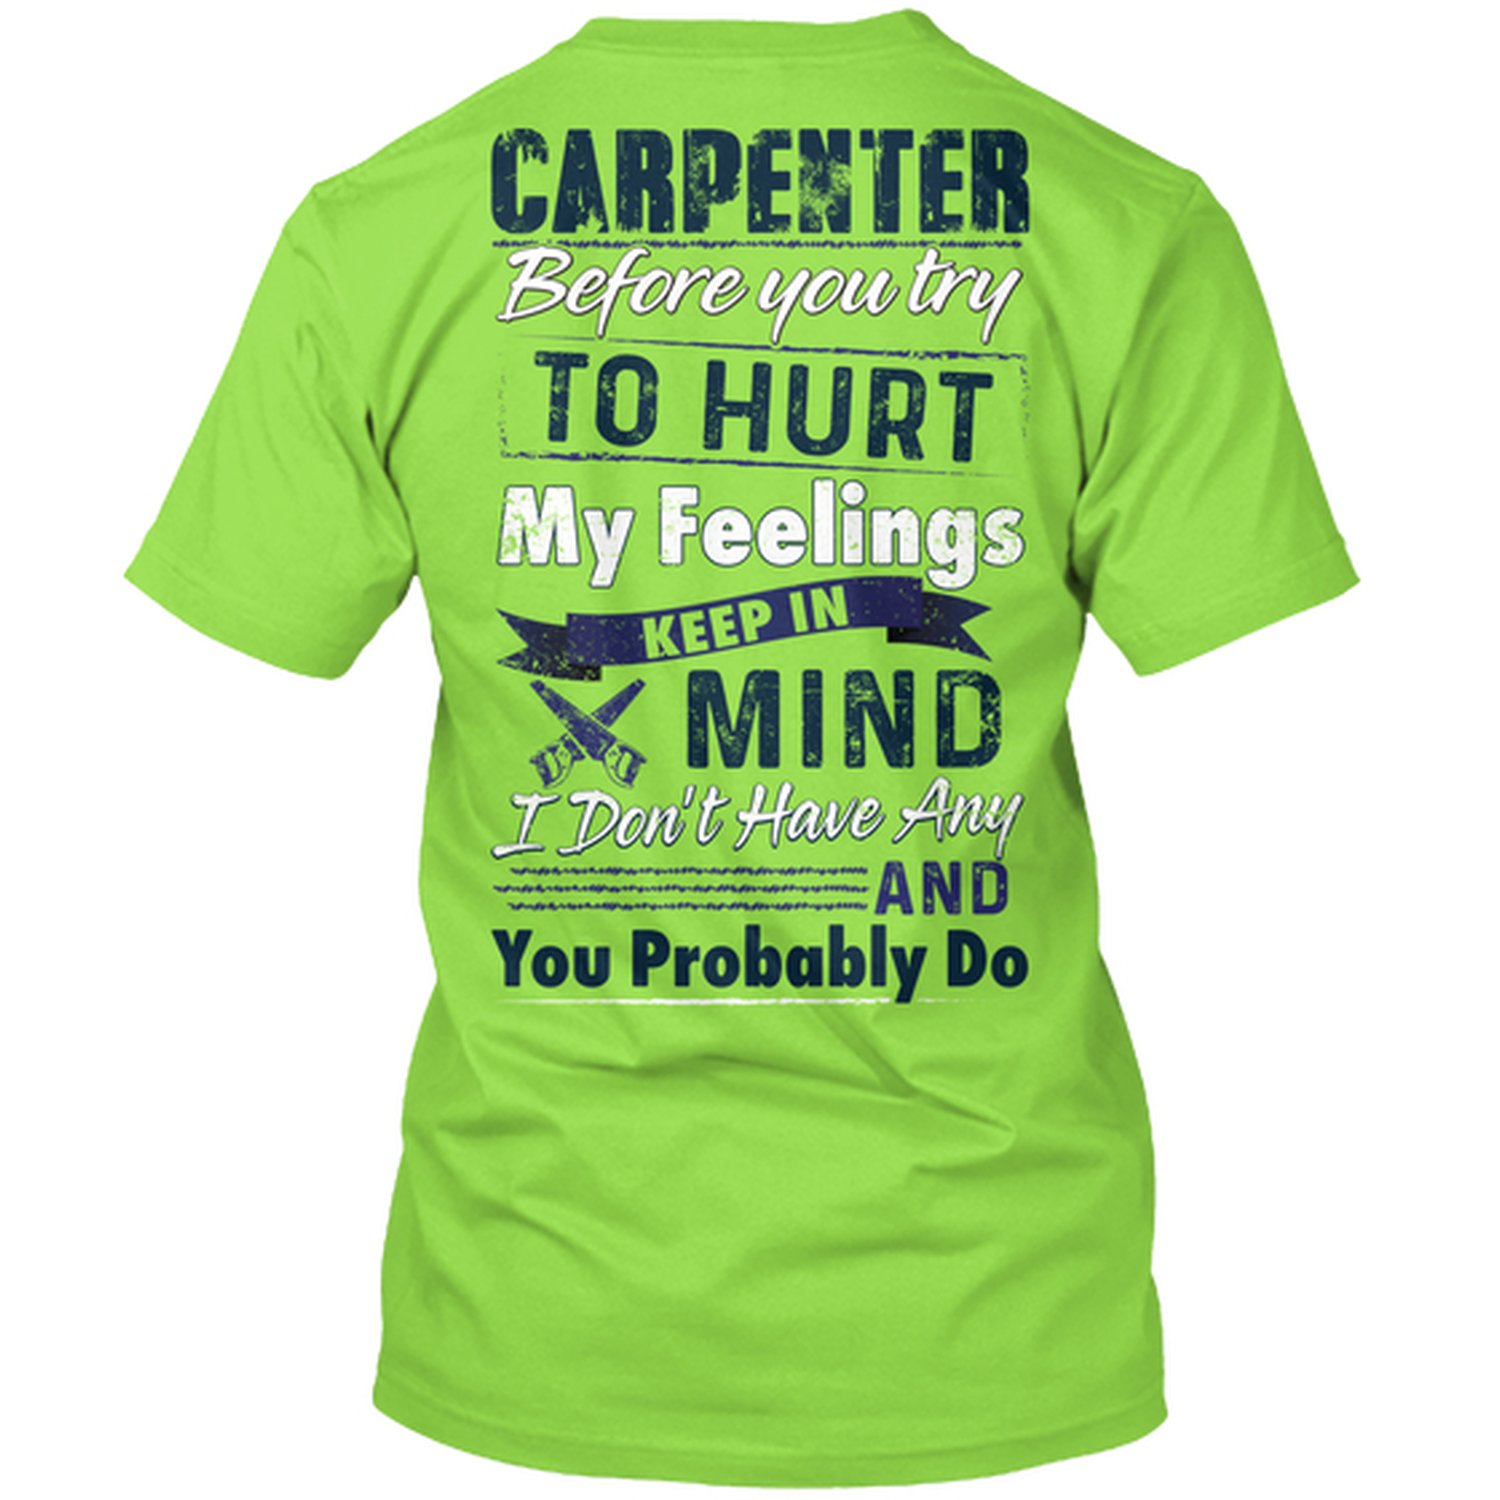 CARPENTER
Before you try
TO HURT
My Feelings
KEEP IN
MIND
I Don't Have Any
AND
You Probably Do